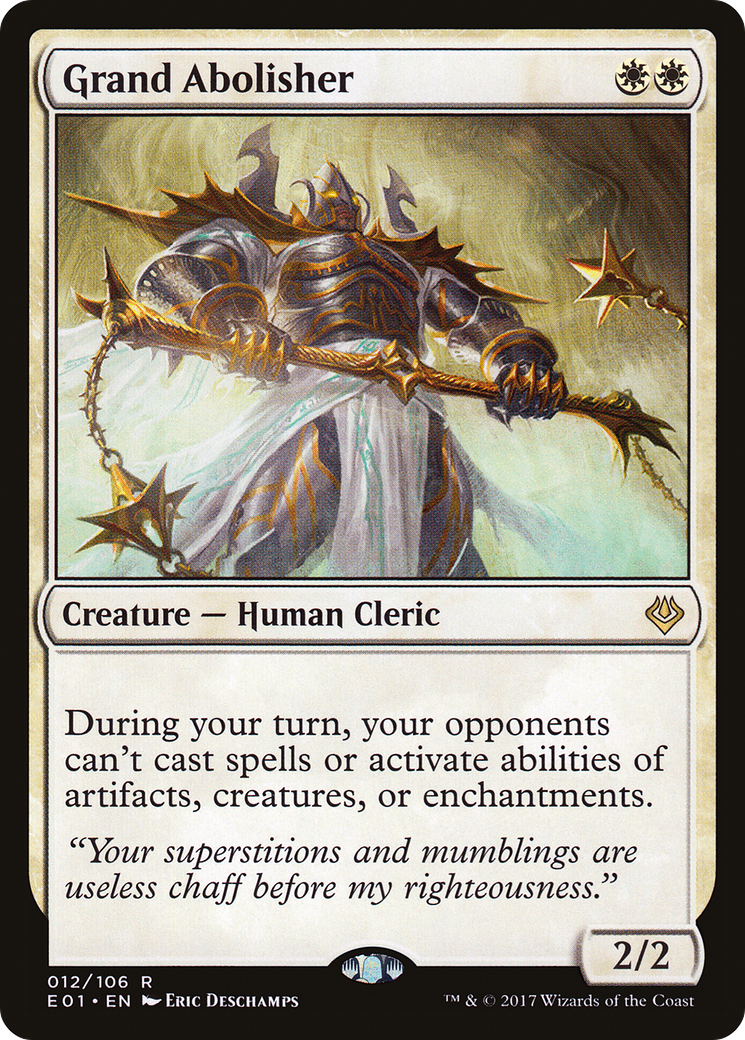 Grand Abolisher
Creature — Human Cleric
During your turn, your opponents
can't cast spells or activate abilities of
artifacts, creatures, or enchantments.
“Your superstitions and mumblings are
useless chaff before my righteousness.”
2/2
012/106 R
E01 • EN Eric Deschamps
™ & © 2017 Wizards of the Coast